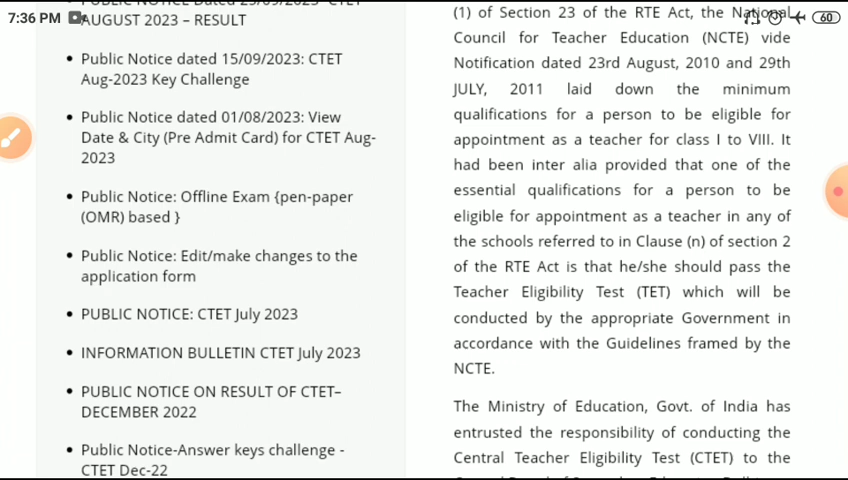 7:36 PM
60
PUBLIC NOTICE Dated 25/09/2023- CTET
AUGUST 2023 – RESULT
Public Notice dated 15/09/2023: CTET
Aug-2023 Key Challenge
Public Notice dated 01/08/2023: View
Date & City (Pre Admit Card) for CTET Aug-
2023
Public Notice: Offline Exam {pen-paper
(OMR) based }
Public Notice: Edit/make changes to the
application form
PUBLIC NOTICE: CTET July 2023
INFORMATION BULLETIN CTET July 2023
PUBLIC NOTICE ON RESULT OF CTET–
DECEMBER 2022
Public Notice-Answer keys challenge -
CTET Dec-22
(1) of Section 23 of the RTE Act, the National
Council for Teacher Education (NCTE) vide
Notification dated 23rd August, 2010 and 29th
JULY, 2011 laid down the minimum
qualifications for a person to be eligible for
appointment as a teacher for class I to VIII. It
had been inter alia provided that one of the
essential qualifications for a person to be
eligible for appointment as a teacher in any of
the schools referred to in Clause (n) of section 2
of the RTE Act is that he/she should pass the
Teacher Eligibility Test (TET) which will be
conducted by the appropriate Government in
accordance with the Guidelines framed by the
NCTE.
The Ministry of Education, Govt. of India has
entrusted the responsibility of conducting the
Central Teacher Eligibility Test (CTET) to the